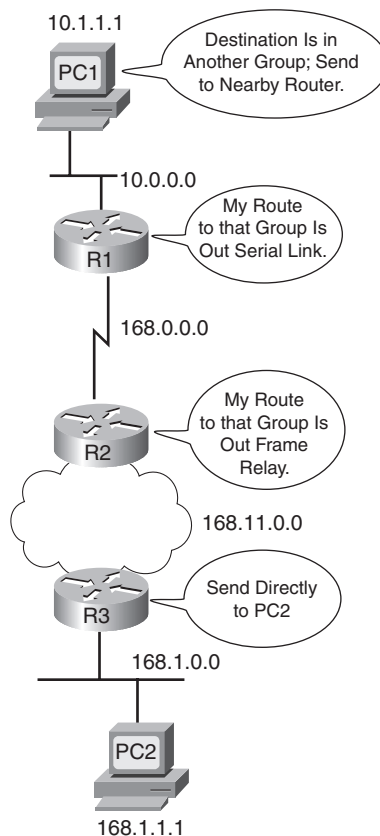 10.1.1.1
PC1
Destination Is in
Another Group; Send
to Nearby Router.
10.0.0.0
R1
My Route
to that Group Is
Out Serial Link.
168.0.0.0
R2
My Route
to that Group Is
Out Frame
Relay.
168.11.0.0
R3
Send Directly
to PC2
168.1.0.0
PC2
168.1.1.1